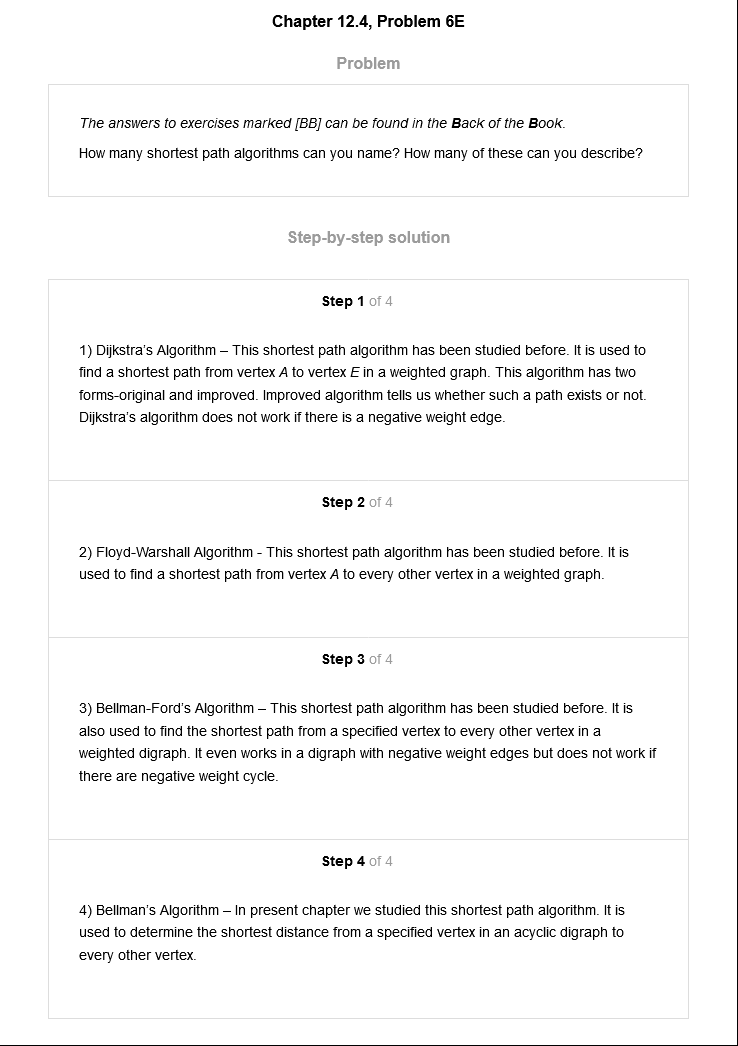 Chapter 12.4, Problem 6E
Problem
The answers to exercises marked [BB] can be found in the Back of the Book.
How many shortest path algorithms can you name? How many of these can you describe?
Step-by-step solution
Step 1 of 4
1) Dijkstra's Algorithm – This shortest path algorithm has been studied before. It is used to
find a shortest path from vertex A to vertex E in a weighted graph. This algorithm has two
forms-original and improved. Improved algorithm tells us whether such a path exists or not.
Dijkstra's algorithm does not work if there is a negative weight edge.
Step 2 of 4
2) Floyd-Warshall Algorithm - This shortest path algorithm has been studied before. It is
used to find a shortest path from vertex A to every other vertex in a weighted graph.
Step 3 of 4
3) Bellman-Ford's Algorithm – This shortest path algorithm has been studied before. It is
also used to find the shortest path from a specified vertex to every other vertex in a
weighted digraph. It even works in a digraph with negative weight edges but does not work if
there are negative weight cycle.
Step 4 of 4
4) Bellman's Algorithm – In present chapter we studied this shortest path algorithm. It is
used to determine the shortest distance from a specified vertex in an acyclic digraph to
every other vertex.